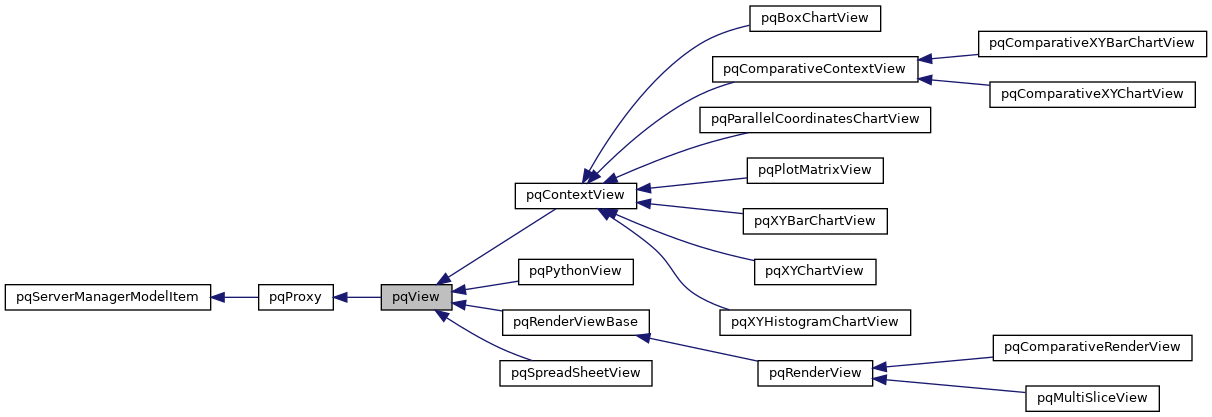 pqBoxChartView
pqComparativeXYBarChartView
pqComparativeContextView
pqComparativeXYChartView
pqParallelCoordinatesChartView
pqPlotMatrixView
pqContextView
pqXYBarChartView
pqPythonView
pqXYChartView
pqServerManagerModelItem
pqProxy
pqView
pqRenderViewBase
pqXYHistogramChartView
pqComparativeRenderView
pqSpreadSheetView
pqRenderView
pqMultiSliceView